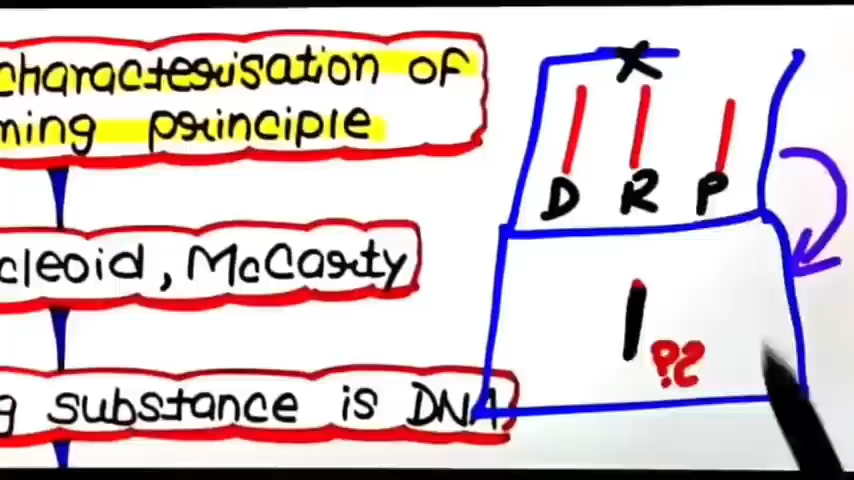 characterisation of
ming principle
cleoid, McCarty
g substance is DNA
X
D R P
??